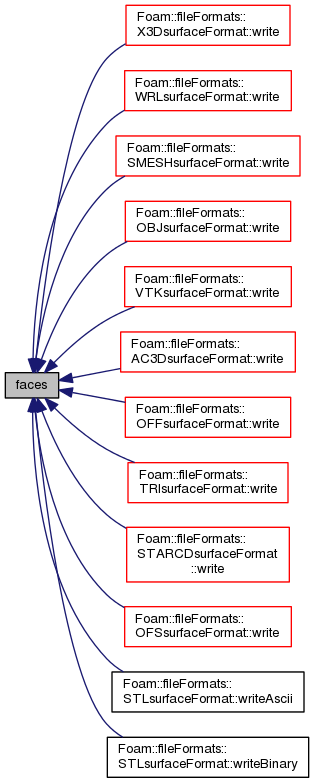 Foam::fileFormats::
X3DsurfaceFormat::write
Foam::fileFormats::
WRLsurfaceFormat::write
Foam::fileFormats::
SMESHsurfaceFormat::write
Foam::fileFormats::
OBJsurfaceFormat::write
Foam::fileFormats::
VTKsurfaceFormat::write
Foam::fileFormats::
AC3DsurfaceFormat::write
faces
Foam::fileFormats::
OFFsurfaceFormat::write
Foam::fileFormats::
TRIsurfaceFormat::write
Foam::fileFormats::
STARCDsurfaceFormat
::write
Foam::fileFormats::
OFSsurfaceFormat::write
Foam::fileFormats::
STLsurfaceFormat::writeAscii
Foam::fileFormats::
STLsurfaceFormat::writeBinary